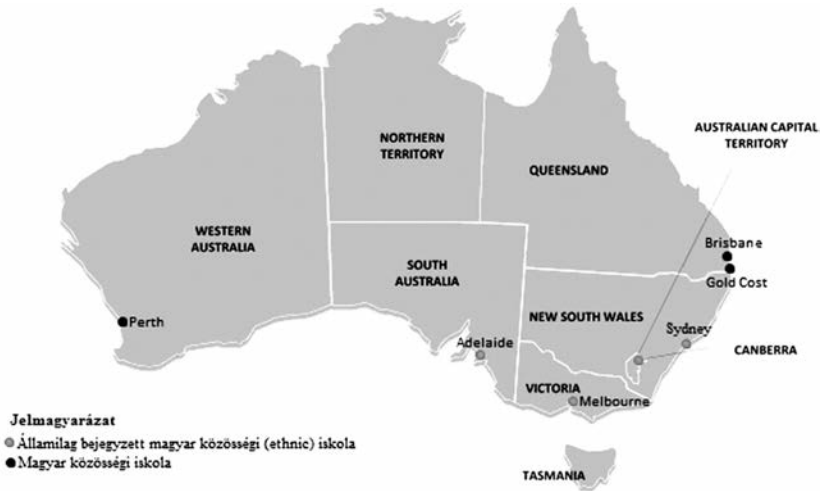 AUSTRALIAN CAPITAL
TERRITORY
NORTHERN
TERRITORY
QUEENSLAND
WESTERN
AUSTRALIA
SOUTH
AUSTRALIA
Brisbane
Gold Cost
NEW SOUTH WALES
Perth
Adelaide
Sydney
CANBERRA
VICTORIA
Melbourne
TASMANIA
Jelmagyarázat
Államilag bejegyzett magyar közösségi (ethnic) iskola
Magyar közösségi iskola